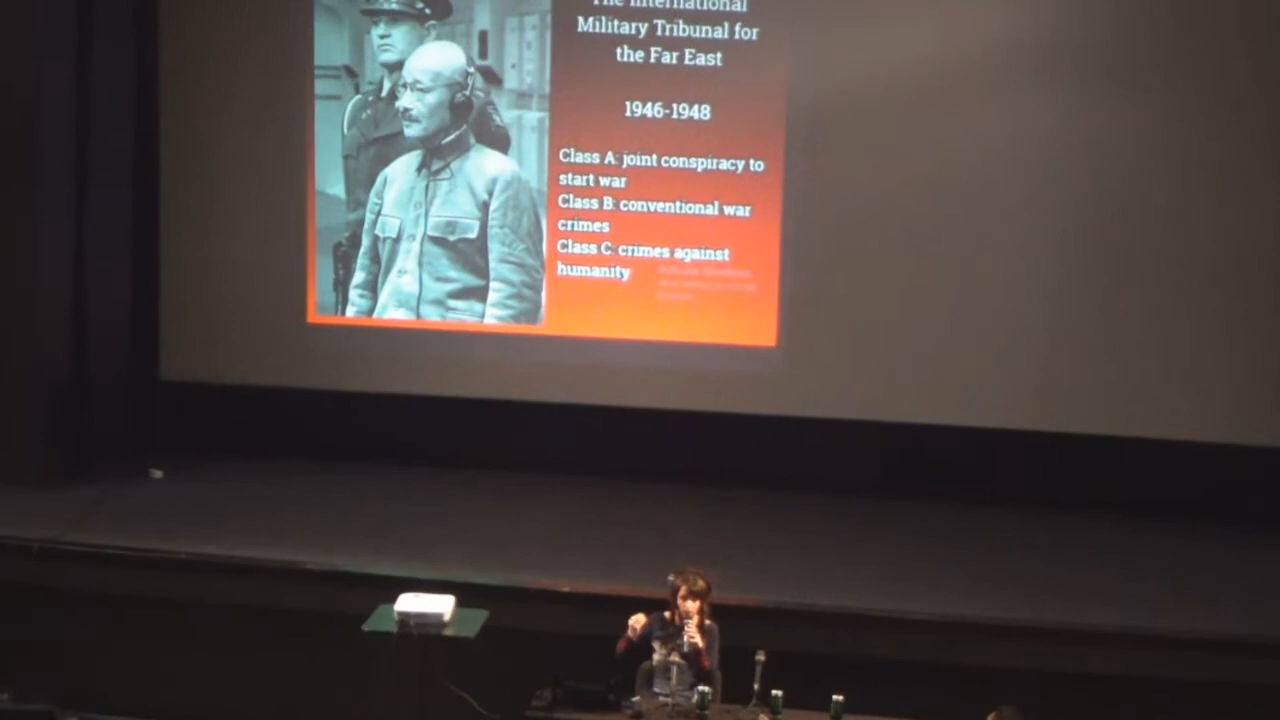 The International
Military Tribunal for
the Far East
1946-1948
Class A: joint conspiracy to
start war
Class B: conventional war
crimes
Class C: crimes against
humanity